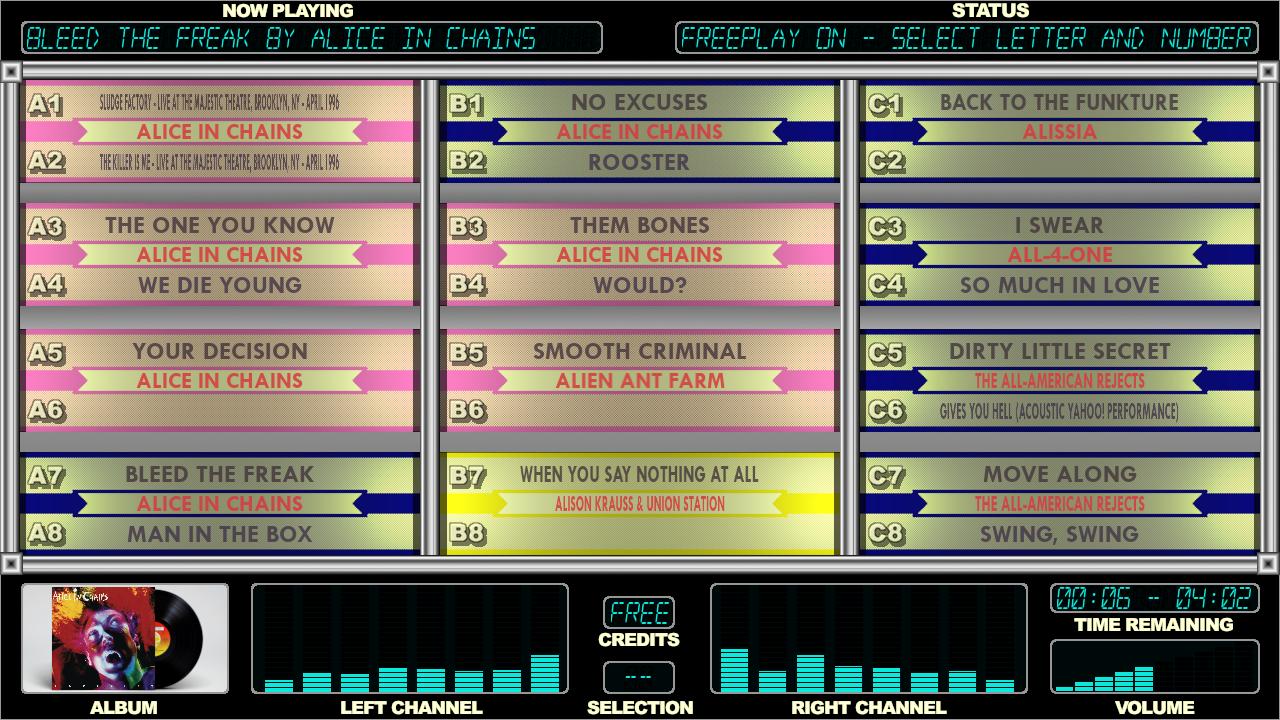 NOW PLAYING
STATUS
BLEED THE FREAK BY ALICE IN CHAINS
FREEPLAY ON -- SELECT LETTER AND NUMBER
A1 SLUDGE FACTORY - LIVE AT THE MAJESTIC THEATRE, BROOKLYN, NY - APRIL 1996
ALICE IN CHAINS
A2 THE KILLER IS ME - LIVE AT THE MAJESTIC THEATRE, BROOKLYN, NY - APRIL 1996
A3 THE ONE YOU KNOW
ALICE IN CHAINS
A4 WE DIE YOUNG
A5 YOUR DECISION
ALICE IN CHAINS
A6
A7 BLEED THE FREAK
ALICE IN CHAINS
A8 MAN IN THE BOX
B1 NO EXCUSES
ALICE IN CHAINS
B2 ROOSTER
B3 THEM BONES
ALICE IN CHAINS
B4 WOULD?
B5 SMOOTH CRIMINAL
ALIEN ANT FARM
B6
B7 WHEN YOU SAY NOTHING AT ALL
ALISON KRAUSS & UNION STATION
B8
C1 BACK TO THE FUNKTURE
ALISSIA
C2
C3 I SWEAR
ALL-4-ONE
C4 SO MUCH IN LOVE
C5 DIRTY LITTLE SECRET
THE ALL-AMERICAN REJECTS
C6 GIVES YOU HELL (ACOUSTIC YAHOO! PERFORMANCE)
C7 MOVE ALONG
THE ALL-AMERICAN REJECTS
C8 SWING, SWING
ALICE IN CHAINS
ALBUM
LEFT CHANNEL
FREE
CREDITS
-- --
SELECTION
RIGHT CHANNEL
00:06 -- 04:02
TIME REMAINING
VOLUME